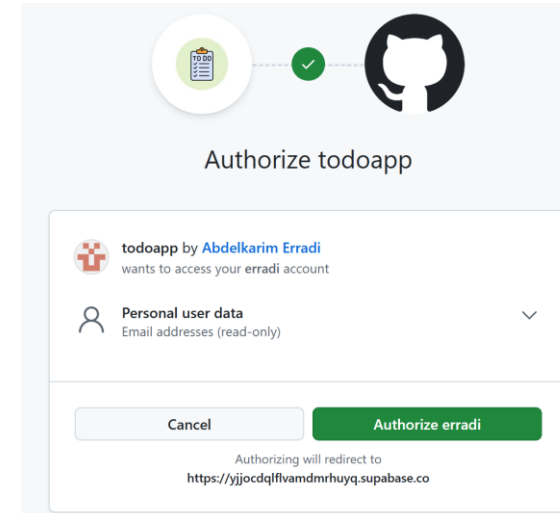 TO DO
Authorize todoapp
todoapp by Abdelkarim Erradi
wants to access your erradi account
Personal user data
Email addresses (read-only)
Cancel
Authorize erradi
Authorizing will redirect to
https://yjjocdqlflvamdmrhuyq.supabase.co